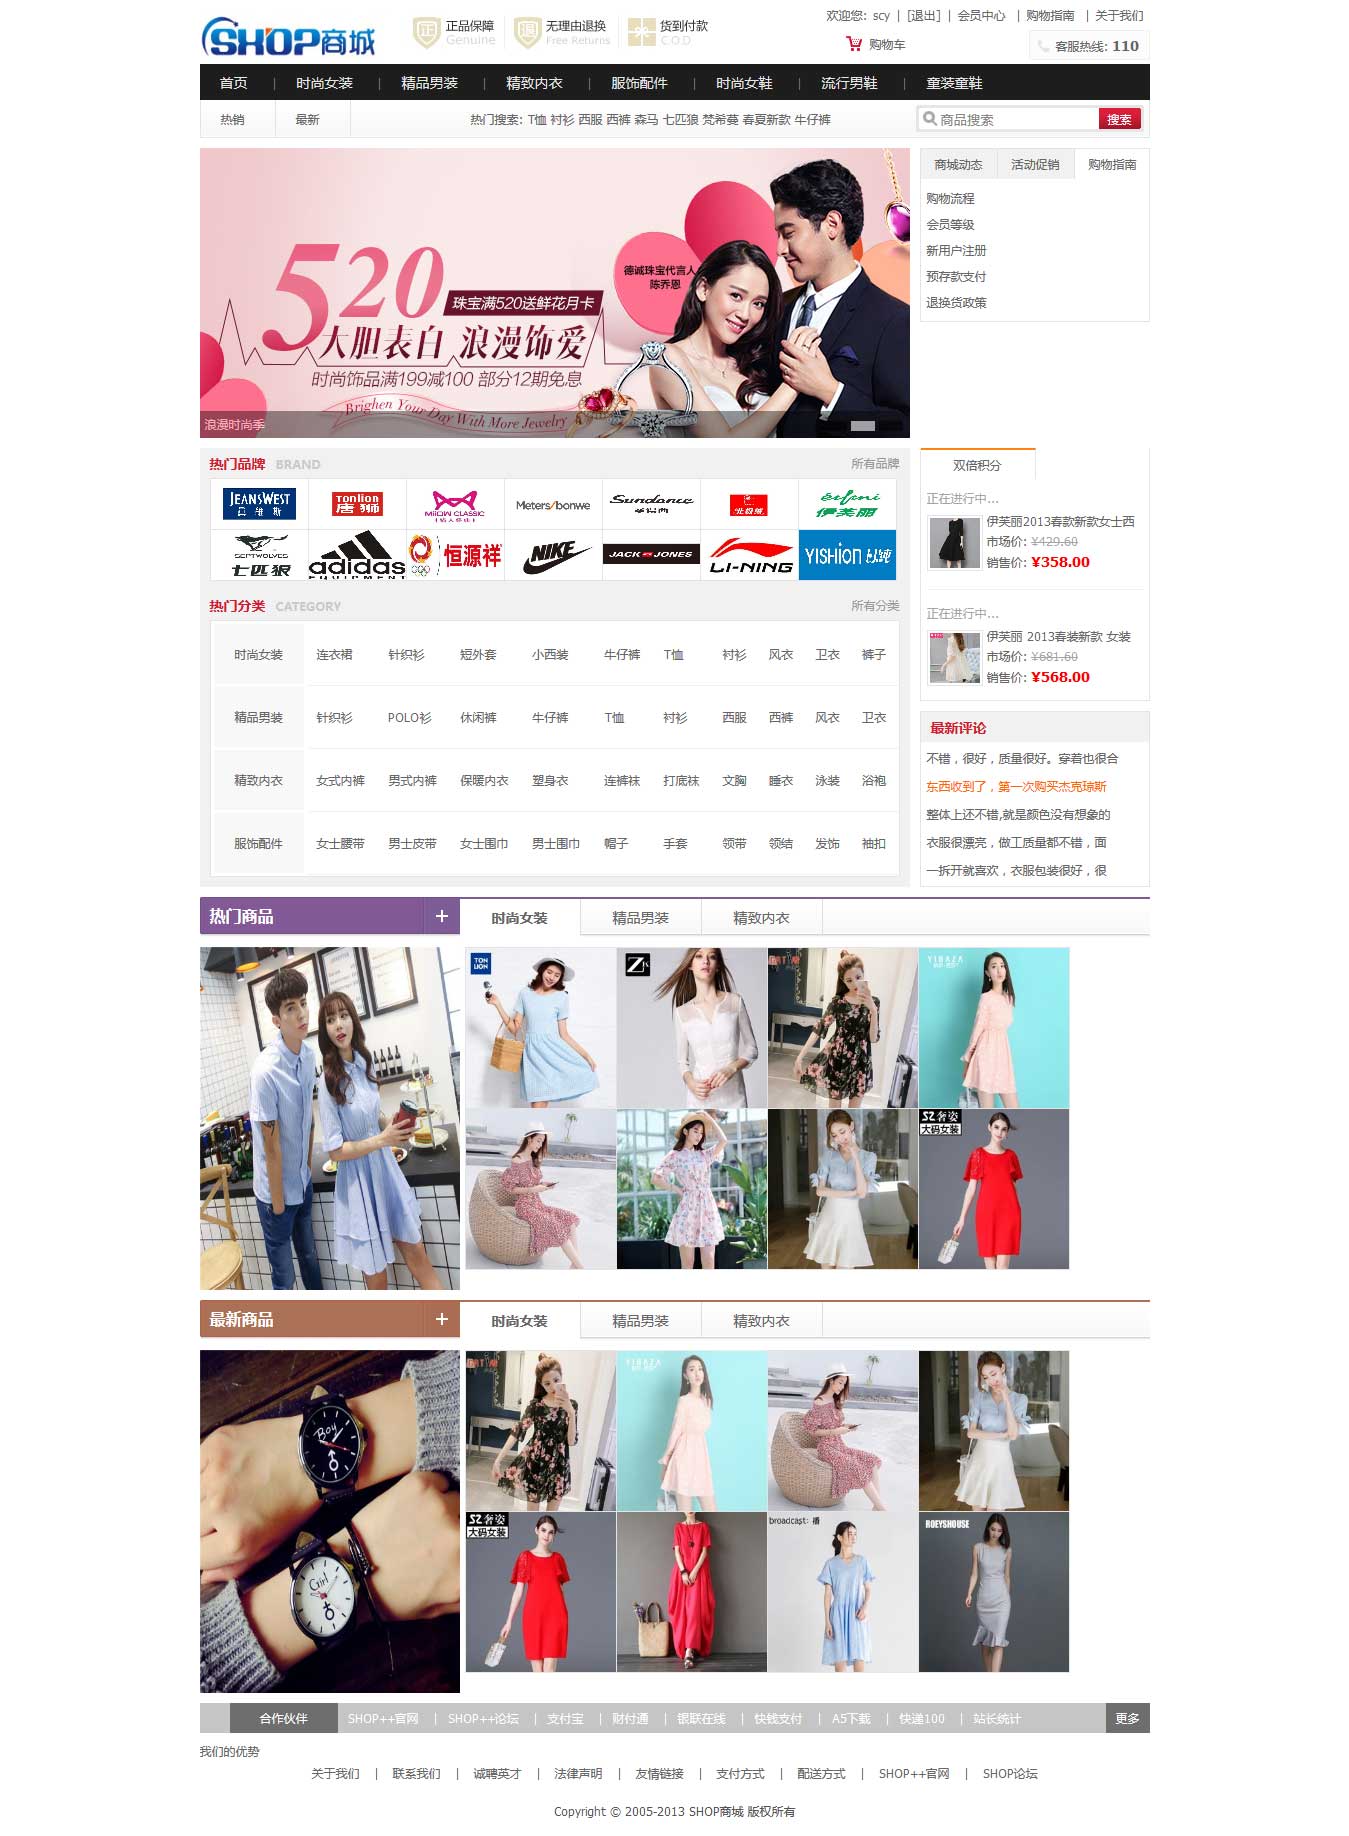 SHOP商城
正品保障
Genuine
无理由退换
Free Returns
货到付款
C.O.D
欢迎您: scy | [退出] | 会员中心 | 购物指南 | 关于我们
购物车
客服热线: 110
首页 | 时尚女装 | 精品男装 | 精致内衣 | 服饰配件 | 时尚女鞋 | 流行男鞋 | 童装童鞋
热销 最新
热门搜索: T恤 衬衫 西服 西裤 森马 七匹狼 梵希蔓 春夏新款 牛仔裤
商品搜索 搜索
520
珠宝满520送鲜花月卡
大胆表白 浪漫饰爱
时尚饰品满199减100 部分12期免息
Brighen Your Day With More Jewelry
德诚珠宝代言人
陈乔恩
浪漫时尚季
商城动态 活动促销 购物指南
购物流程
会员等级
新用户注册
预存款支付
退换货政策
热门品牌 BRAND 所有品牌
JEANSWEST
真维斯
TONLION
唐狮
MiiOW CLASSIC
Meters/bonwe
Sundance
北极绒
eifini
伊芙丽
SEPTWOLVES
七匹狼
adidas
EQUIPMENT
恒源祥
NIKE
JACK JONES
LI-NING
YISHION 以纯
热门分类 CATEGORY 所有分类
时尚女装 连衣裙 针织衫 短外套 小西装 牛仔裤 T恤 衬衫 风衣 卫衣 裤子
精品男装 针织衫 POLO衫 休闲裤 牛仔裤 T恤 衬衫 西服 西裤 风衣 卫衣
精致内衣 女式内裤 男式内裤 保暖内衣 塑身衣 连裤袜 打底袜 文胸 睡衣 泳装 浴袍
服饰配件 女士腰带 男士皮带 女士围巾 男士围巾 帽子 手套 领带 领结 发饰 袖扣
双倍积分
正在进行中...
伊芙丽2013春款新款女士西
市场价: ¥429.60
销售价: ¥358.00
正在进行中...
伊芙丽 2013春装新款 女装
市场价: ¥681.60
销售价: ¥568.00
最新评论
不错，很好，质量很好。穿着也很合
东西收到了，第一次购买杰克琼斯
整体上还不错,就是颜色没有想象的
衣服很漂亮，做工质量都不错，面
一拆开就喜欢，衣服包装很好，很
热门商品 + 时尚女装 精品男装 精致内衣
TONLION
ZK
YIBAZA
SZ奢姿
大码女装
最新商品 + 时尚女装 精品男装 精致内衣
Boy
Girl
YIBAZA
SZ奢姿
大码女装
broadcast: 播
ROEYSHOUSE
合作伙伴 SHOP++官网 | SHOP++论坛 | 支付宝 | 财付通 | 银联在线 | 快钱支付 | A5下载 | 快递100 | 站长统计 更多
我们的优势
关于我们 | 联系我们 | 诚聘英才 | 法律声明 | 友情链接 | 支付方式 | 配送方式 | SHOP++官网 | SHOP论坛
Copyright © 2005-2013 SHOP商城 版权所有